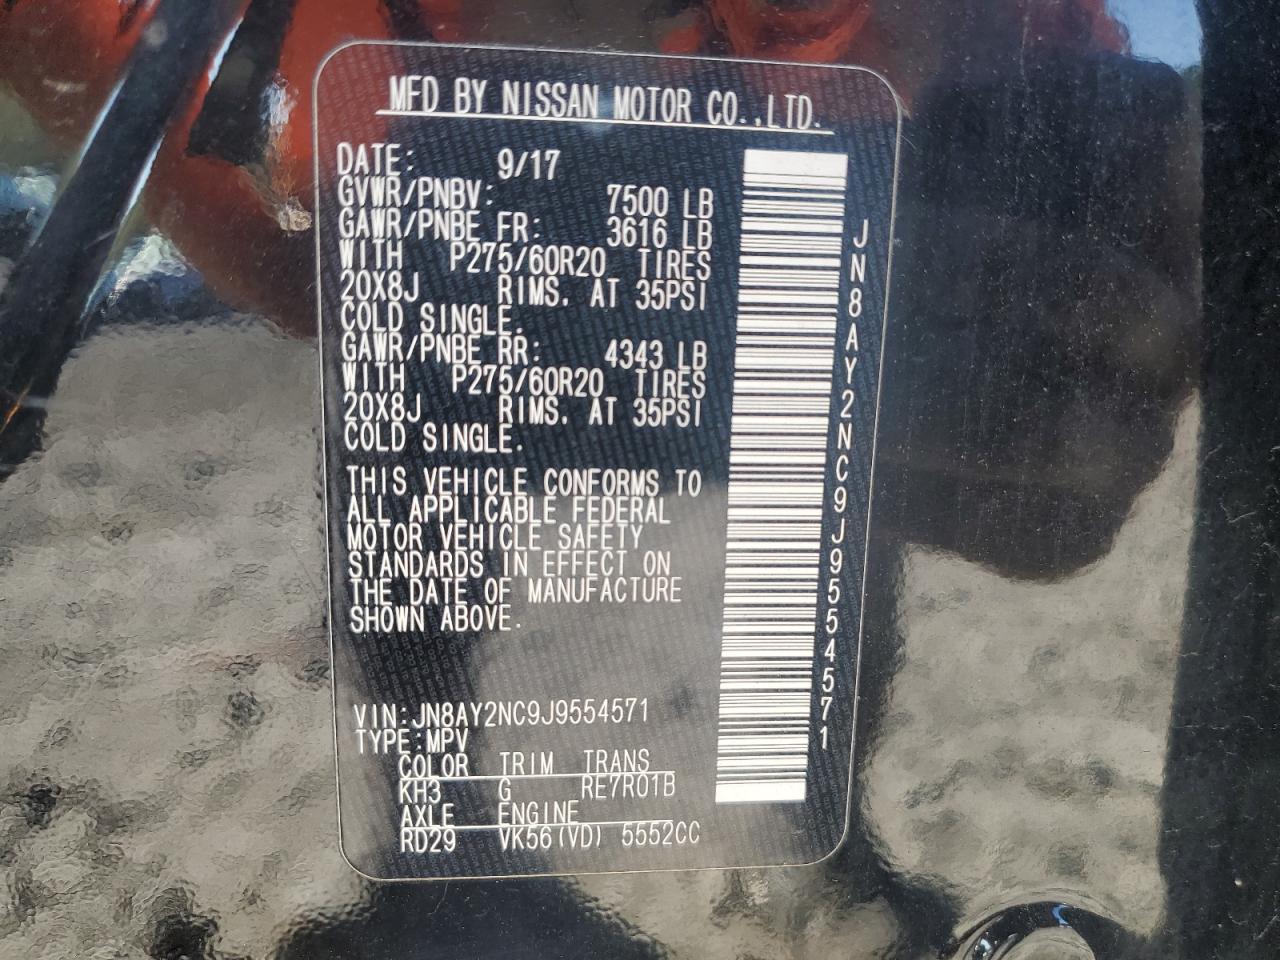 MFD BY NISSAN MOTOR CO.,LTD.
DATE: 9/17
GVWR/PNBV: 7500 LB
GAWR/PNBE FR: 3616 LB
WITH P275/60R20 TIRES
20X8J RIMS. AT 35PSI
COLD SINGLE.
GAWR/PNBE RR: 4343 LB
WITH P275/60R20 TIRES
20X8J RIMS. AT 35PSI
COLD SINGLE.
THIS VEHICLE CONFORMS TO
ALL APPLICABLE FEDERAL
MOTOR VEHICLE SAFETY
STANDARDS IN EFFECT ON
THE DATE OF MANUFACTURE
SHOWN ABOVE.
VIN:JN8AY2NC9J9554571
TYPE:MPV
COLOR TRIM TRANS
KH3 G RE7R01B
AXLE ENGINE
RD29 VK56(VD) 5552CC
JN8AY2NC9J9554571